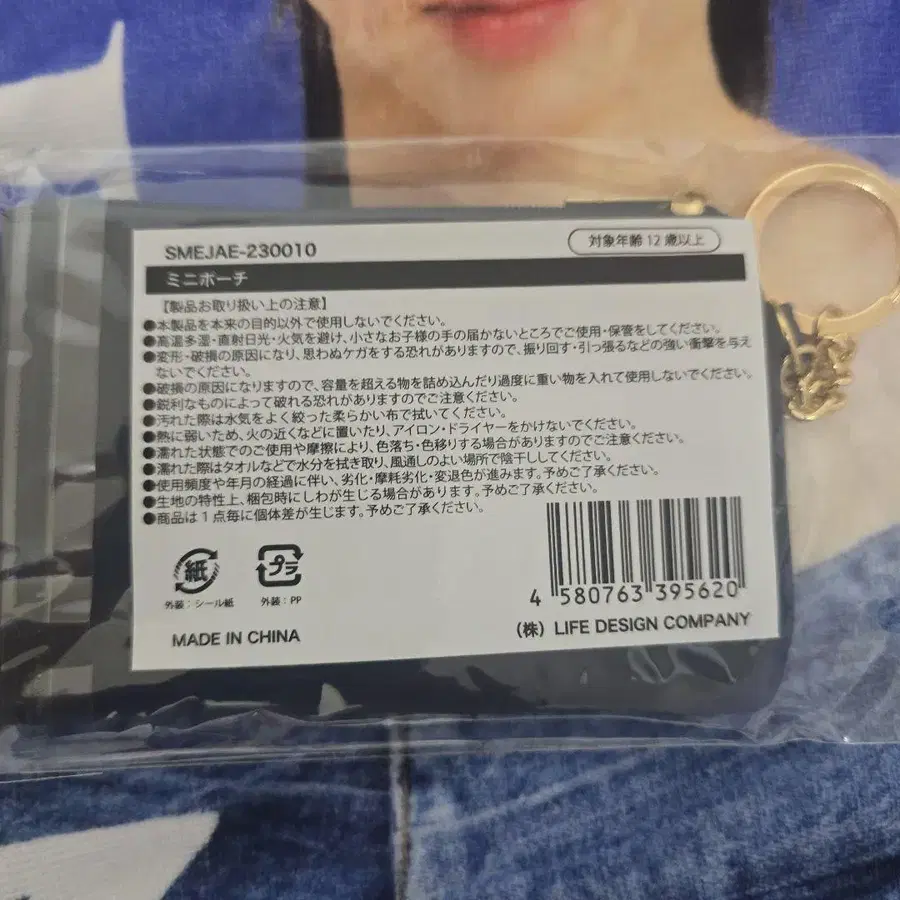 SMEJAE-230010
対象年齢12歳以上
ミニポーチ
【製品お取り扱い上の注意】
●本製品を本来の目的以外で使用しないでください。
●高温多湿・直射日光・火気を避け、小さなお子様の手の届かないところでご使用・保管をしてください。
●変形・破損の原因になり、思わぬケガをする恐れがありますので、振り回す・引っ張るなどの強い衝撃を与え
ないでください。
●破損の原因になりますので、容量を超える物を詰め込んだり過度に重い物を入れて使用しないでください。
●鋭利なものによって破れる恐れがありますのでご注意ください。
●汚れた際は水気をよく絞った柔らかい布で拭いてください。
●熱に弱いため、火の近くなどに置いたり、アイロン・ドライヤーをかけないでください。
●濡れた状態でのご使用や摩擦により、色落ち・色移りする場合がありますのでご注意ください。
●濡れた際はタオルなどで水分を拭き取り、風通しのよい場所で陰干ししてください。
●使用頻度や年月の経過に伴い、劣化・摩耗劣化・変退色が進みます。予めご了承ください。
●生地の特性上、梱包時にしわが生じる場合があります。予めご了承ください。
●商品は1点毎に個体差が生じます。予めご了承ください。
紙
プラ
外装:シール紙
外装:PP
4 580763 395620
MADE IN CHINA
(株) LIFE DESIGN COMPANY